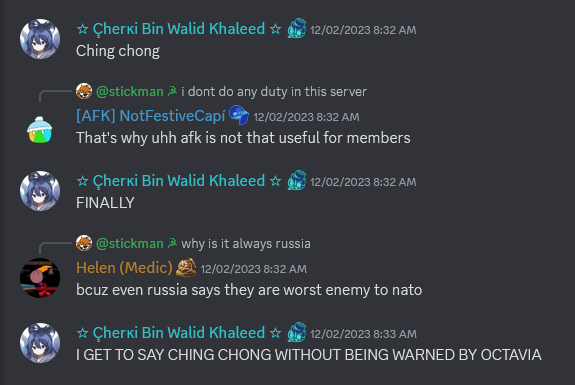 ☆ Çherĸi Bin Walid Khaleed ☆ 12/02/2023 8:32 AM
Ching chong
@stickman ☭ i dont do any duty in this server
[AFK] NotFestiveCapí 12/02/2023 8:32 AM
That's why uhh afk is not that useful for members
☆ Çherĸi Bin Walid Khaleed ☆ 12/02/2023 8:32 AM
FINALLY
@stickman ☭ why is it always russia
Helen (Medic) 12/02/2023 8:32 AM
bcuz even russia says they are worst enemy to nato
☆ Çherĸi Bin Walid Khaleed ☆ 12/02/2023 8:33 AM
I GET TO SAY CHING CHONG WITHOUT BEING WARNED BY OCTAVIA